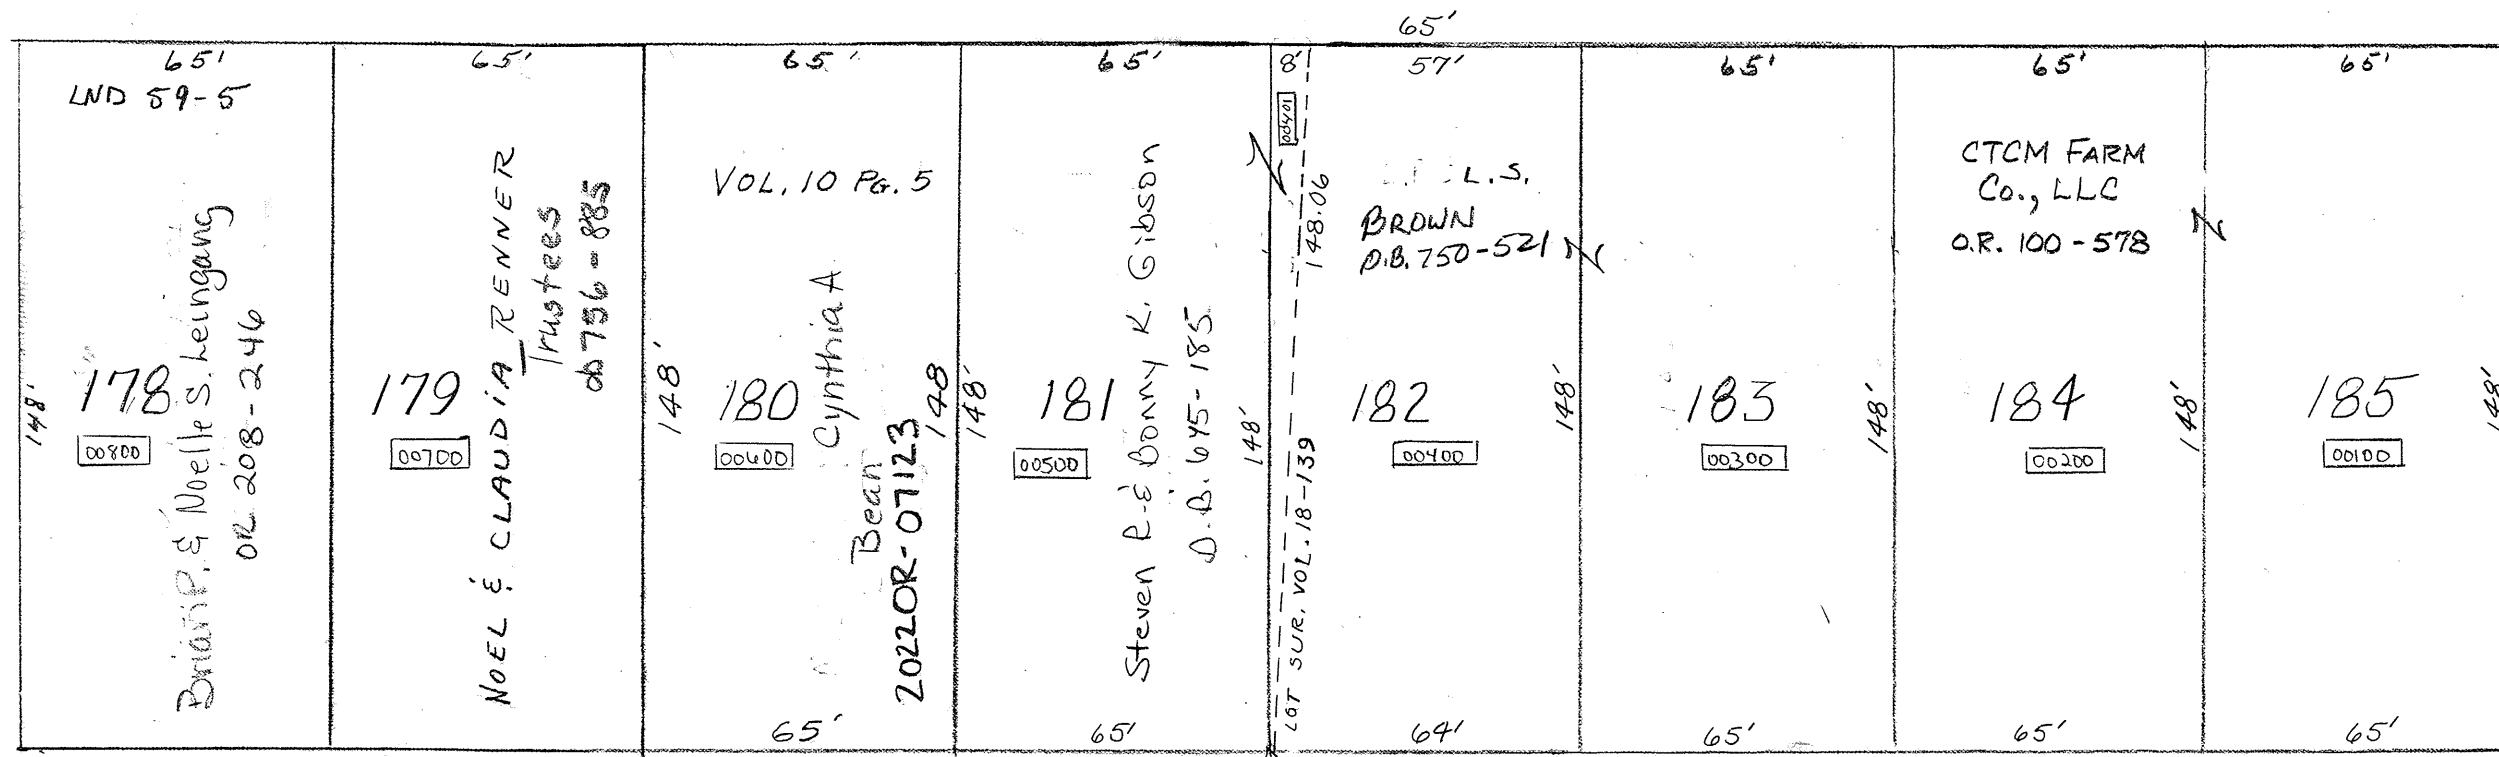 65'
65'
LND 59-5
178
00800
148'
Brian P. & Noelle S. Leingang
OR 208-246
65'
179
00700
NOEL & CLAUDIA RENNER
Trustees
756-885
65'
VOL. 10 PG. 5
148'
180
00600
Cynthia A
Bean
2022OR-07123
148
65'
65'
148'
181
00500
Steven R. & Bonny K. Gibson
D.B. 645-185
148'
65'
8'
00401
148.06
LOT SUR. VOL. 18-139
57'
L.S.
BROWN
D.B. 750-521
182
00400
148'
64'
65'
183
00300
148'
65'
65'
CTCM FARM
Co., LLC
O.R. 100-578
184
00200
148'
65'
65'
185
00100
148'
65'